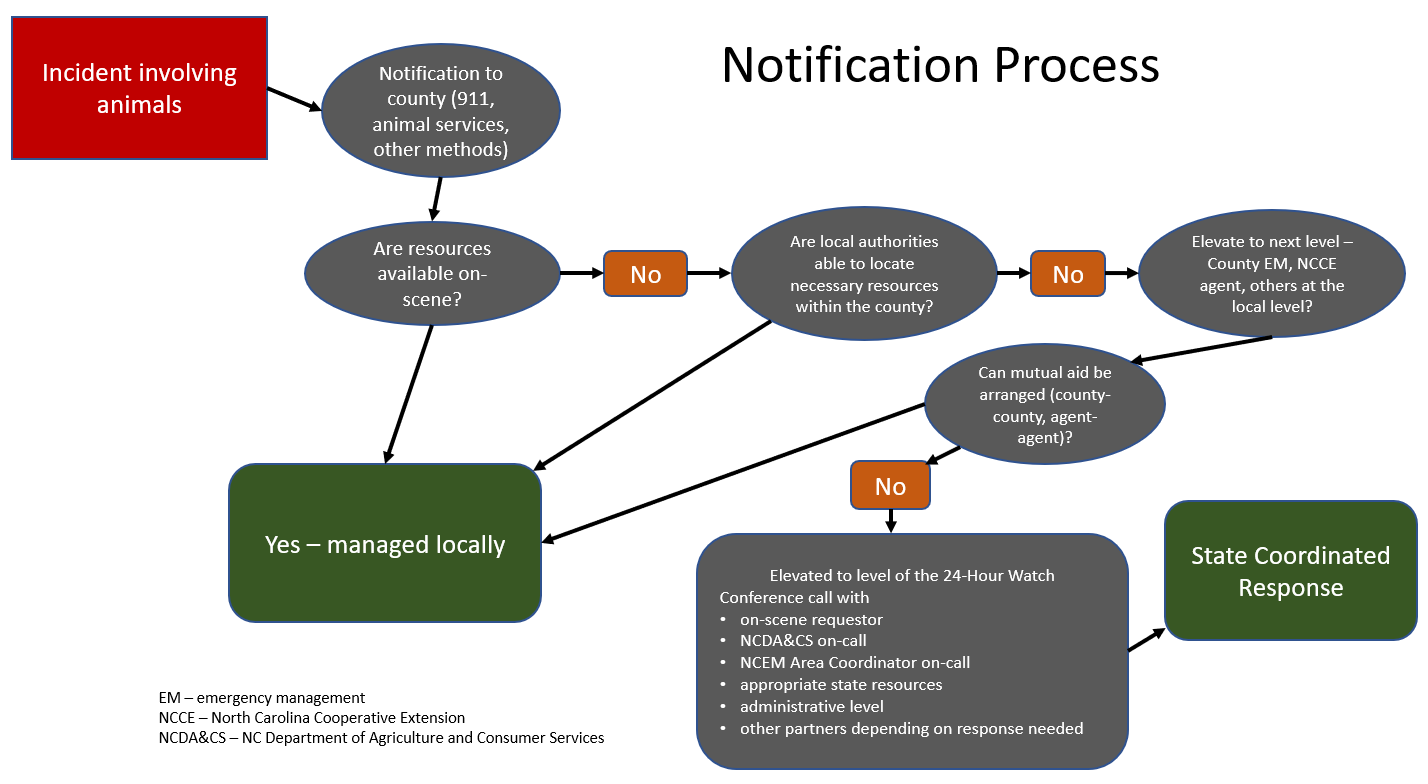 Notification Process
Incident involving
animals
Notification to
county (911,
animal services,
other methods)
Are resources
available on-
scene?
No
Are local authorities
able to locate
necessary resources
within the county?
No
Elevate to next level –
County EM, NCCE
agent, others at the
local level?
Can mutual aid be
arranged (county-
county, agent-
agent)?
No
Yes – managed locally
Elevated to level of the 24-Hour Watch
Conference call with
• on-scene requestor
• NCDA&CS on-call
• NCEM Area Coordinator on-call
• appropriate state resources
• administrative level
• other partners depending on response needed
State Coordinated
Response
EM – emergency management
NCCE – North Carolina Cooperative Extension
NCDA&CS – NC Department of Agriculture and Consumer Services